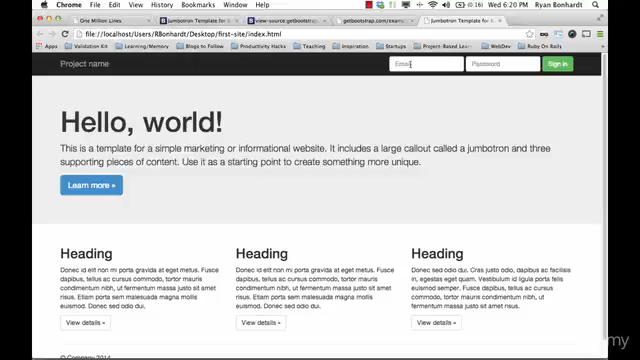 Chrome File Edit View History Bookmarks Window Help (0:16) Wed 6:20 PM Ryan Bonhardt
One Million Lines
Jumbotron Template for B
view-source:getbootstrap.
getbootstrap.com/examp
Jumbotron Template for B
file:///localhost/Users/RBonhardt/Desktop/first-site/index.html
Apps Validation Kit Learning/Mentoring Blogs to Follow Productivity Hacks Teaching Inspiration Startups Project-Based Lear WebDev Ruby On Rails
Project name Email Password Sign in
Hello, world!
This is a template for a simple marketing or informational website. It includes a large callout called a jumbotron and three
supporting pieces of content. Use it as a starting point to create something more unique.
Learn more »
Heading
Donec id elit non mi porta gravida at eget metus. Fusce
dapibus, tellus ac cursus commodo, tortor mauris
condimentum nibh, ut fermentum massa justo sit amet
risus. Etiam porta sem malesuada magna mollis
euismod. Donec sed odio dui.
View details »
Heading
Donec id elit non mi porta gravida at eget metus. Fusce
dapibus, tellus ac cursus commodo, tortor mauris
condimentum nibh, ut fermentum massa justo sit amet
risus. Etiam porta sem malesuada magna mollis
euismod. Donec sed odio dui.
View details »
Heading
Donec sed odio dui. Cras justo odio, dapibus ac facilisis
in, egestas eget quam. Vestibulum id ligula porta felis
euismod semper. Fusce dapibus, tellus ac cursus
commodo, tortor mauris condimentum nibh, ut
fermentum massa justo sit amet risus.
View details »
© Company 2014
my